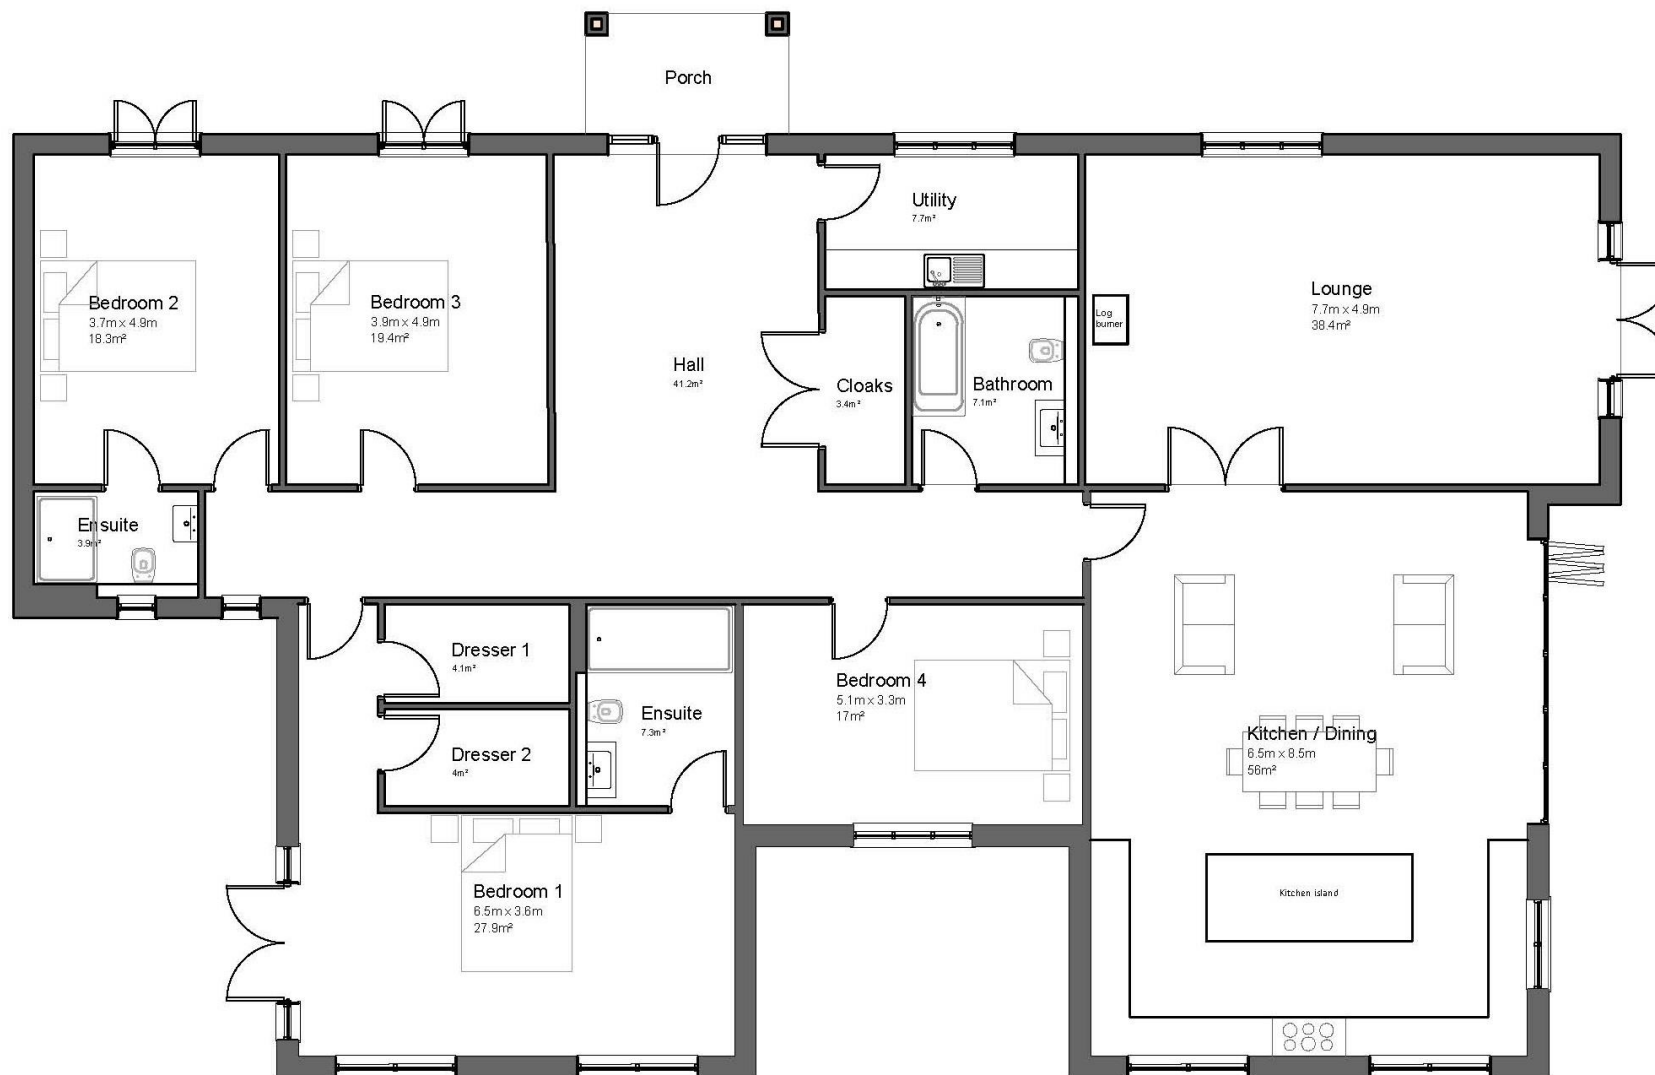 Porch
Utility
7.7m²
Bedroom 2
3.7m x 4.9m
18.3m²
Bedroom 3
3.9m x 4.9m
19.4m²
Lounge
7.7m x 4.9m
38.4m²
Log
burner
Hall
41.2m²
Cloaks
3.4m²
Bathroom
7.1m²
Ensuite
3.9m²
Dresser 1
4.1m²
Dresser 2
4m²
Ensuite
7.3m²
Bedroom 4
5.1m x 3.3m
17m²
Kitchen / Dining
6.5m x 8.5m
56m²
Bedroom 1
6.5m x 3.6m
27.9m²
Kitchen island